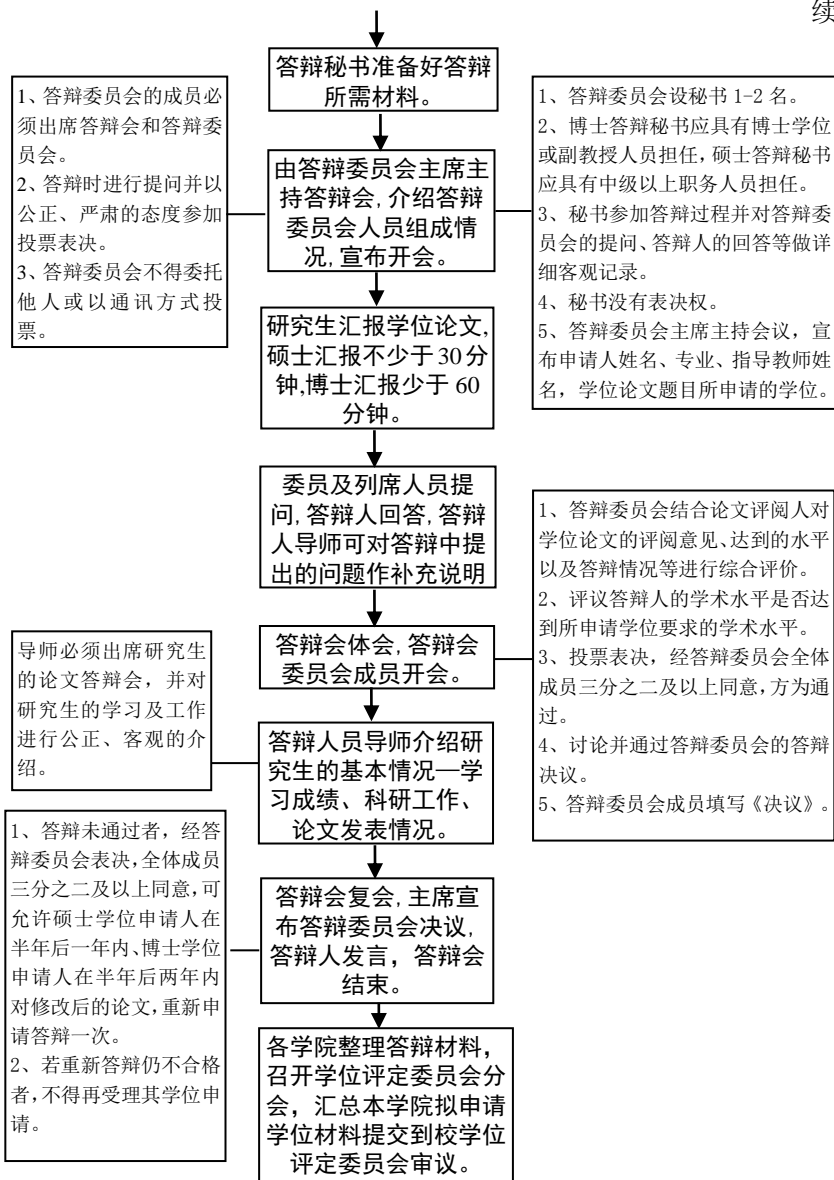 续
答辩秘书准备好答辩
所需材料。
1、答辩委员会的成员必
须出席答辩会和答辩委
员会。
2、答辩时进行提问并以
公正、严肃的态度参加
投票表决。
3、答辩委员会不得委托
他人或以通讯方式投
票。
由答辩委员会主席主
持答辩会,介绍答辩
委员会人员组成情
况,宣布开会。
1、答辩委员会设秘书 1-2 名。
2、博士答辩秘书应具有博士学位
或副教授人员担任,硕士答辩秘书
应具有中级以上职务人员担任。
3、秘书参加答辩过程并对答辩委
员会的提问、答辩人的回答等做详
细客观记录。
4、秘书没有表决权。
5、答辩委员会主席主持会议，宣
布申请人姓名、专业、指导教师姓
名，学位论文题目所申请的学位。
研究生汇报学位论文,
硕士汇报不少于 30 分
钟,博士汇报少于 60
分钟。
委员及列席人员提
问,答辩人回答,答辩
人导师可对答辩中提
出的问题作补充说明
答辩会体会,答辩会
委员会成员开会。
1、答辩委员会结合论文评阅人对
学位论文的评阅意见、达到的水平
以及答辩情况等进行综合评价。
2、评议答辩人的学术水平是否达
到所申请学位要求的学术水平。
3、投票表决，经答辩委员会全体
成员三分之二及以上同意,方为通
过。
4、讨论并通过答辩委员会的答辩
决议。
5、答辩委员会成员填写《决议》。
导师必须出席研究生
的论文答辩会，并对
研究生的学习及工作
进行公正、客观的介
绍。
答辩人员导师介绍研
究生的基本情况—学
习成绩、科研工作、
论文发表情况。
1、答辩未通过者，经答
辩委员会表决,全体成员
三分之二及以上同意,可
允许硕士学位申请人在
半年后一年内、博士学位
申请人在半年后两年内
对修改后的论文,重新申
请答辩一次。
2、若重新答辩仍不合格
者,不得再受理其学位申
请。
答辩会复会,主席宣
布答辩委员会决议,
答辩人发言，答辩会
结束。
各学院整理答辩材料，
召开学位评定委员会分
会，汇总本学院拟申请
学位材料提交到校学位
评定委员会审议。